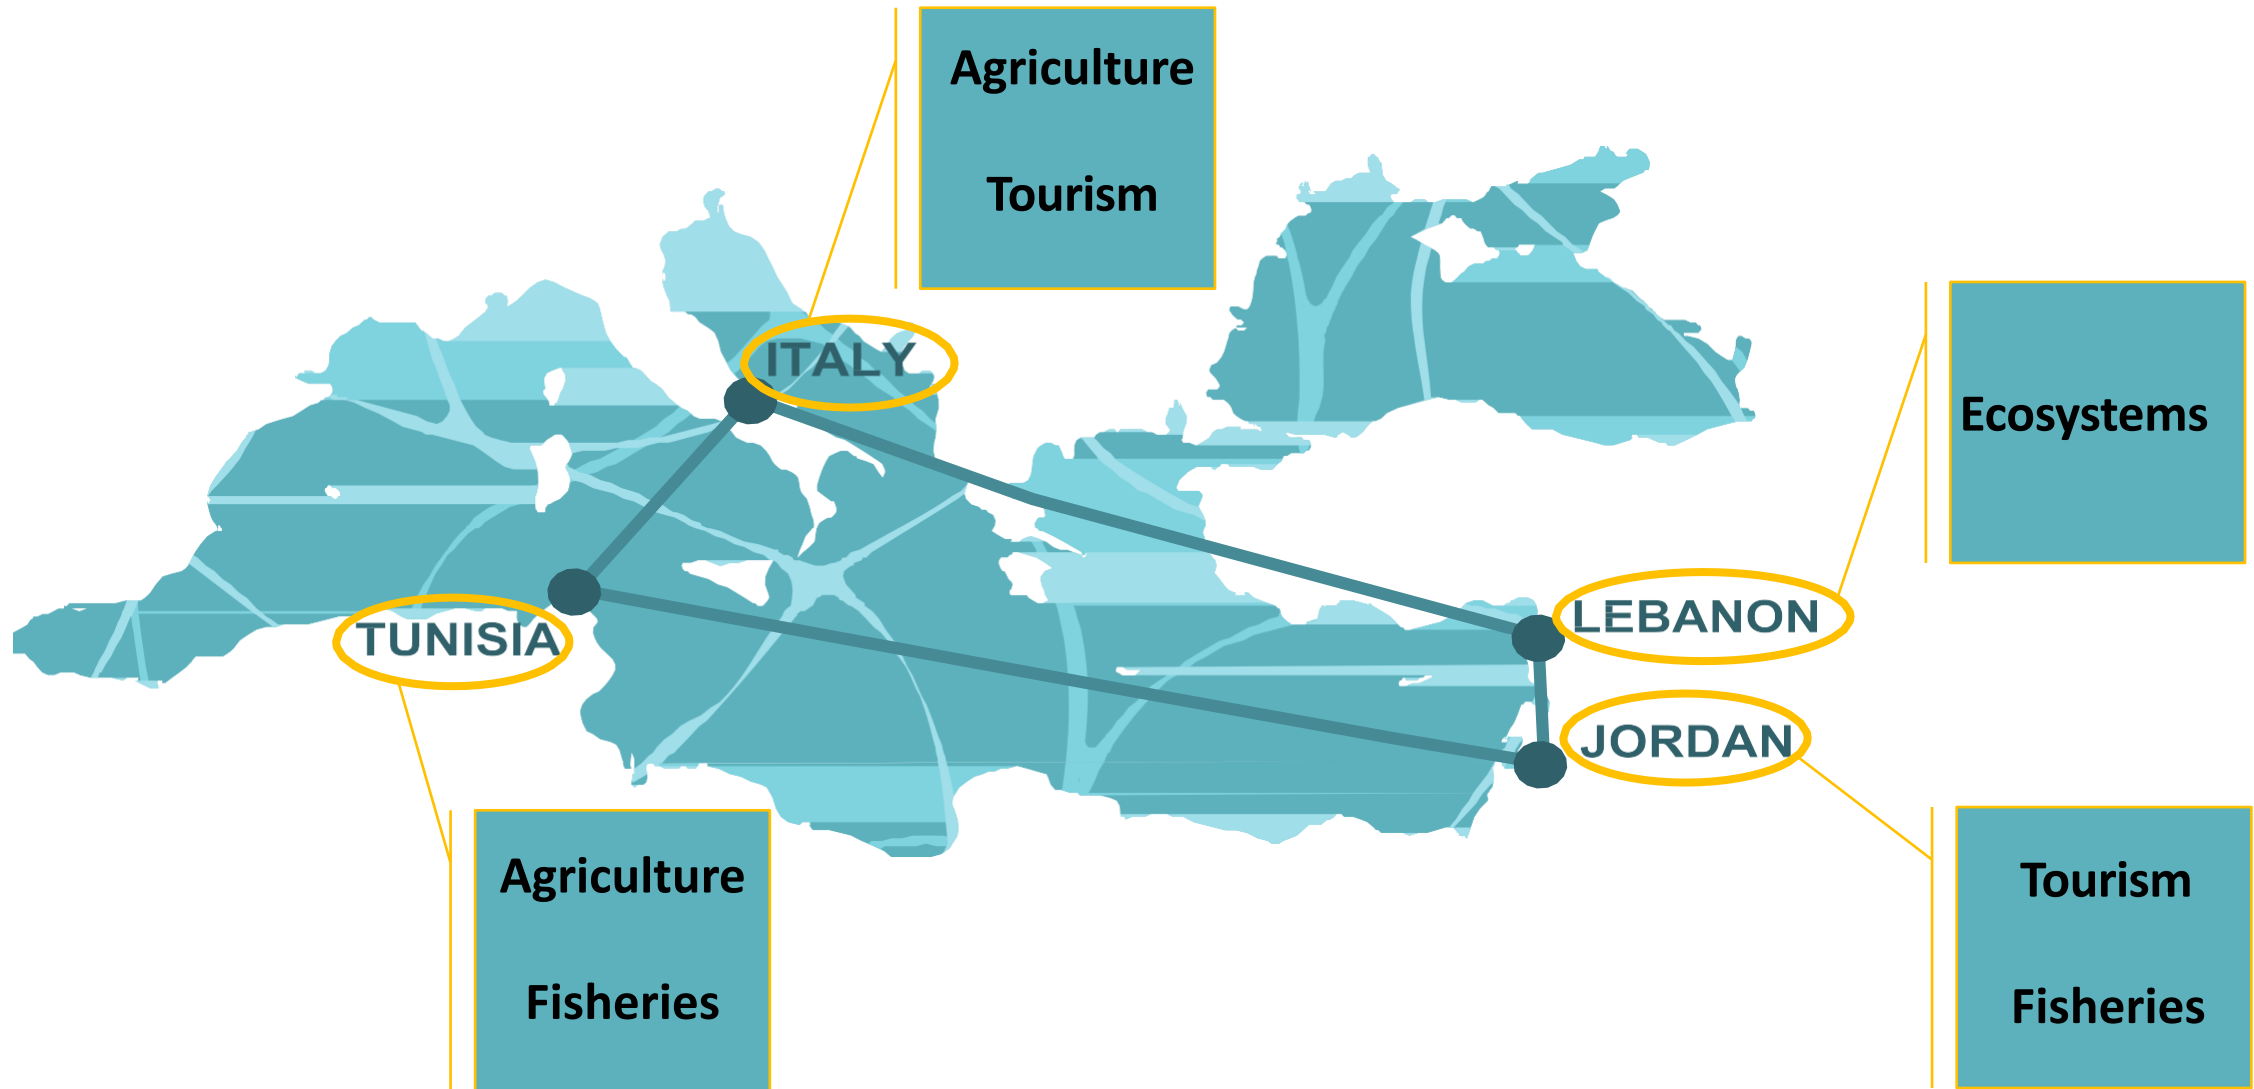 Agriculture
Tourism
ITALY
Ecosystems
LEBANON
TUNISIA
JORDAN
Agriculture
Fisheries
Tourism
Fisheries